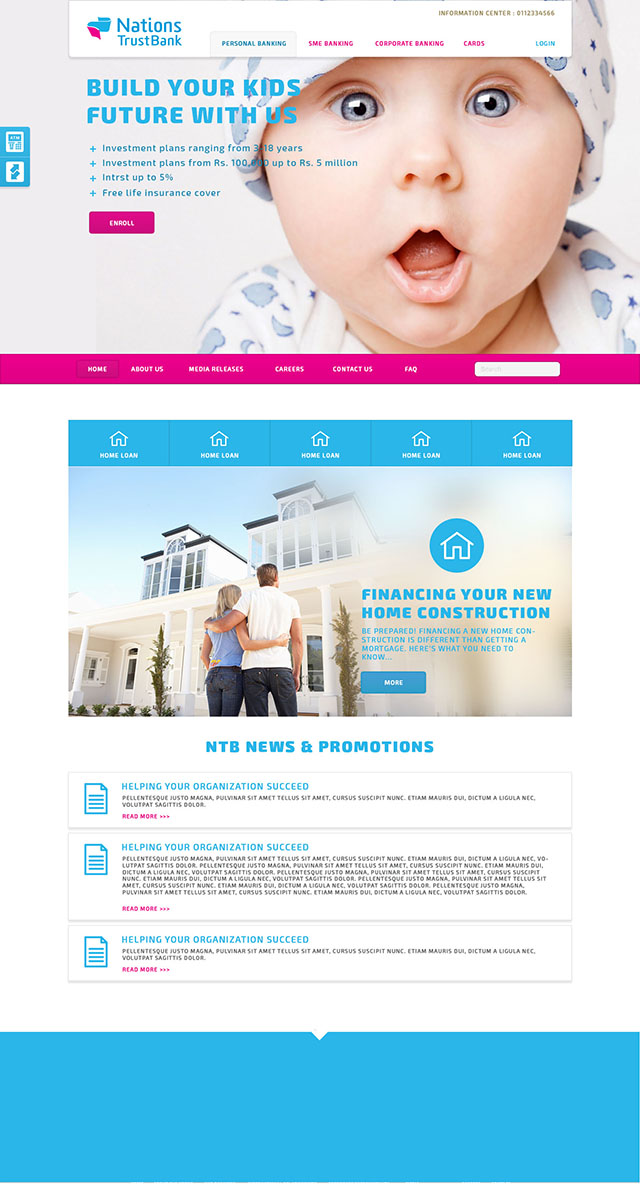 INFORMATION CENTER : 0112334566
Nations
TrustBank
PERSONAL BANKING
SME BANKING
CORPORATE BANKING
CARDS
LOGIN
BUILD YOUR KIDS
FUTURE WITH US
ATM
+ Investment plans ranging from 3-18 years
+ Investment plans from Rs. 100,000 up to Rs. 5 million
+ Intrst up to 5%
+ Free life insurance cover
ENROLL
HOME
ABOUT US
MEDIA RELEASES
CAREERS
CONTACT US
FAQ
Search
HOME LOAN
HOME LOAN
HOME LOAN
HOME LOAN
HOME LOAN
FINANCING YOUR NEW
HOME CONSTRUCTION
BE PREPARED! FINANCING A NEW HOME CON-
STRUCTION IS DIFFERENT THAN GETTING A
MORTGAGE. HERE'S WHAT YOU NEED TO
KNOW...
MORE
NTB NEWS & PROMOTIONS
HELPING YOUR ORGANIZATION SUCCEED
PELLENTESQUE JUSTO MAGNA, PULVINAR SIT AMET TELLUS SIT AMET, CURSUS SUSCIPIT NUNC. ETIAM MAURIS DUI, DICTUM A LIGULA NEC,
VOLUTPAT SAGITTIS DOLOR.
READ MORE >>>
HELPING YOUR ORGANIZATION SUCCEED
PELLENTESQUE JUSTO MAGNA, PULVINAR SIT AMET TELLUS SIT AMET, CURSUS SUSCIPIT NUNC. ETIAM MAURIS DUI, DICTUM A LIGULA NEC, VO-
LUTPAT SAGITTIS DOLOR. PELLENTESQUE JUSTO MAGNA, PULVINAR SIT AMET TELLUS SIT AMET, CURSUS SUSCIPIT NUNC. ETIAM MAURIS DUI,
DICTUM A LIGULA NEC, VOLUTPAT SAGITTIS DOLOR. PELLENTESQUE JUSTO MAGNA, PULVINAR SIT AMET TELLUS SIT AMET, CURSUS SUSCIPIT
NUNC. ETIAM MAURIS DUI, DICTUM A LIGULA NEC, VOLUTPAT SAGITTIS DOLOR. PELLENTESQUE JUSTO MAGNA, PULVINAR SIT AMET TELLUS SIT
AMET, CURSUS SUSCIPIT NUNC. ETIAM MAURIS DUI, DICTUM A LIGULA NEC, VOLUTPAT SAGITTIS DOLOR. PELLENTESQUE JUSTO MAGNA,
PULVINAR SIT AMET TELLUS SIT AMET, CURSUS SUSCIPIT NUNC. ETIAM MAURIS DUI, DICTUM A LIGULA NEC, VOLUTPAT SAGITTIS DOLOR.
READ MORE >>>
HELPING YOUR ORGANIZATION SUCCEED
PELLENTESQUE JUSTO MAGNA, PULVINAR SIT AMET TELLUS SIT AMET, CURSUS SUSCIPIT NUNC. ETIAM MAURIS DUI, DICTUM A LIGULA NEC,
VOLUTPAT SAGITTIS DOLOR.
READ MORE >>>